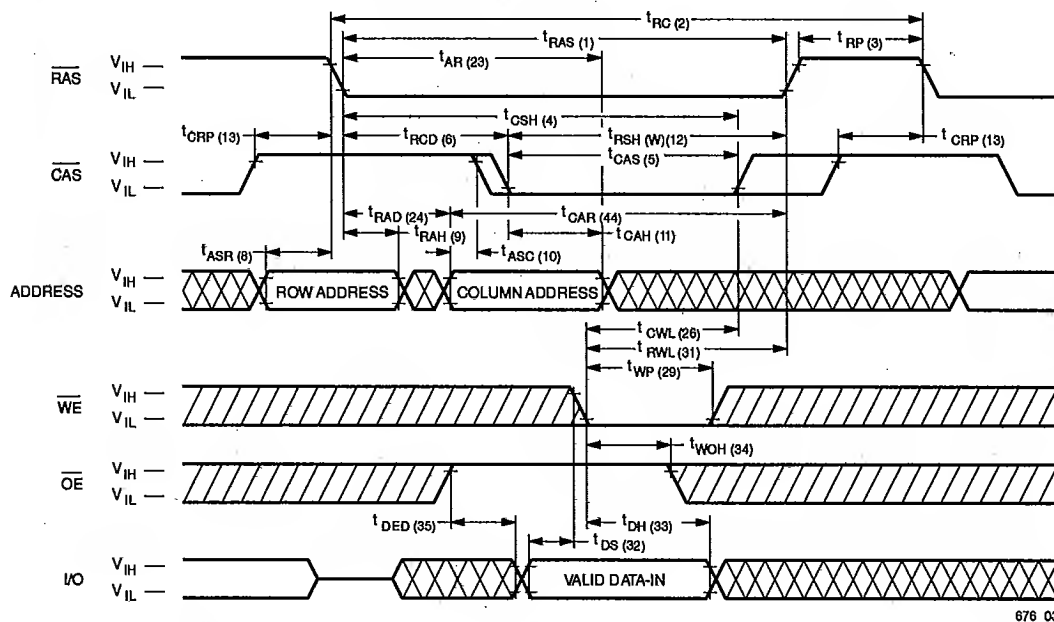 tRC (2)
tRAS (1)
tRP (3)
tAR (23)
RAS
VIH
VIL
tCSH (4)
tCRP (13)
tRCD (6)
tRSH (W)(12)
tCRP (13)
tCAS (5)
CAS
VIH
VIL
tRAD (24)
tCAR (44)
tRAH (9)
tCAH (11)
tASR (8)
tASC (10)
ADDRESS
VIH
VIL
ROW ADDRESS
COLUMN ADDRESS
tCWL (26)
tRWL (31)
tWP (29)
WE
VIH
VIL
tWOH (34)
OE
VIH
VIL
tDED (35)
tDH (33)
tDS (32)
I/O
VIH
VIL
VALID DATA-IN
676 03